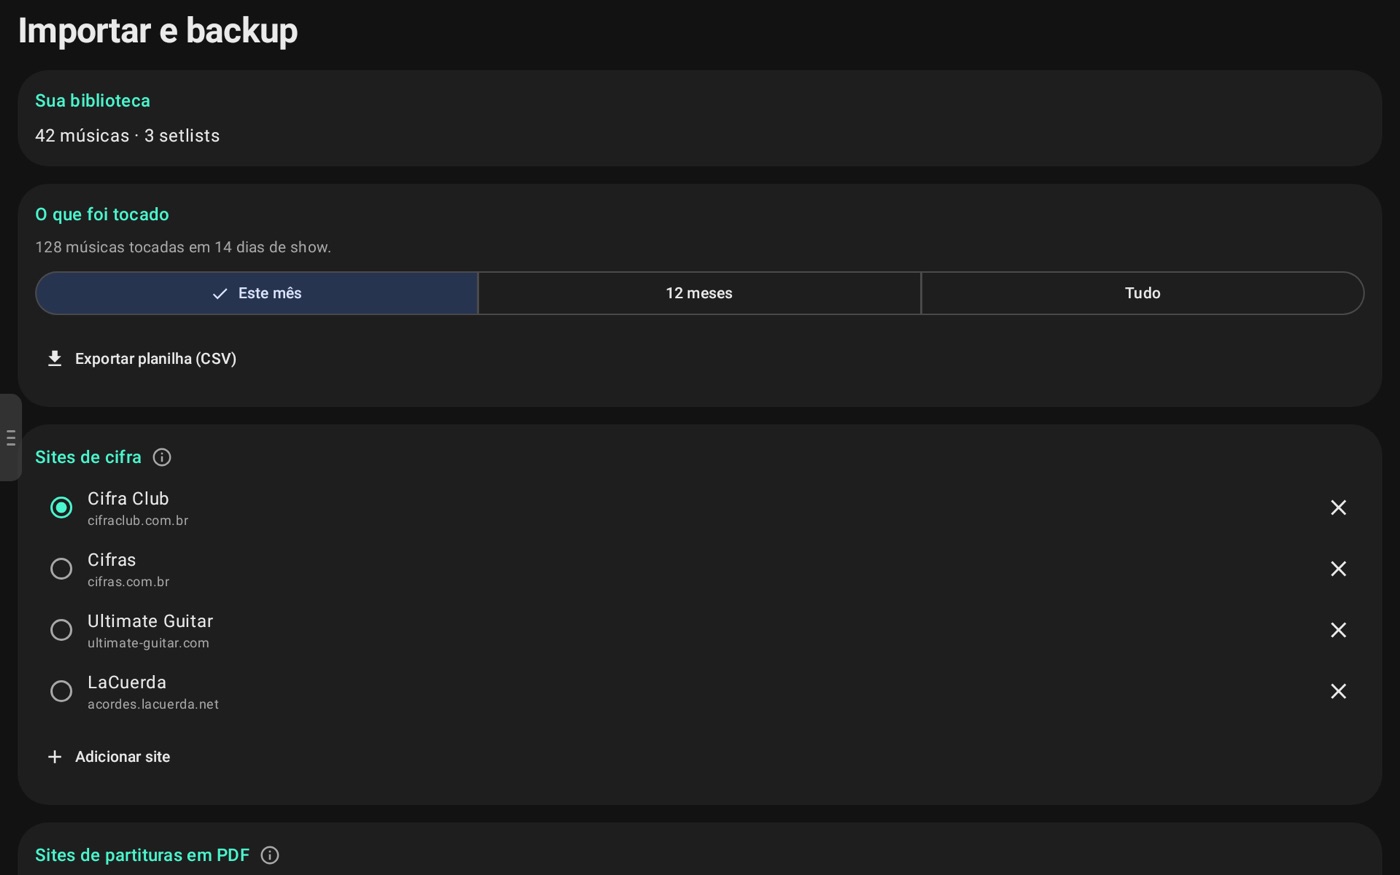 Importar e backup
Sua biblioteca
42 músicas · 3 setlists
O que foi tocado
128 músicas tocadas em 14 dias de show.
Este mês
12 meses
Tudo
Exportar planilha (CSV)
Sites de cifra
Cifra Club
cifraclub.com.br
Cifras
cifras.com.br
Ultimate Guitar
ultimate-guitar.com
LaCuerda
acordes.lacuerda.net
Adicionar site
Sites de partituras em PDF